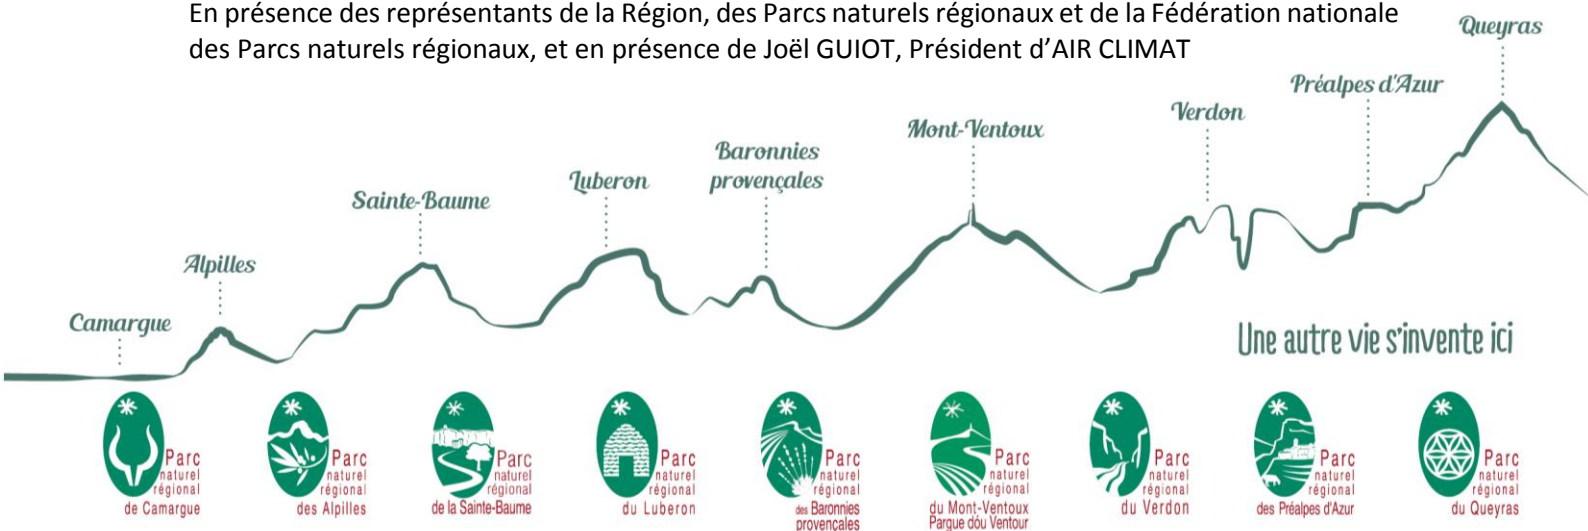 En présence des représentants de la Région, des Parcs naturels régionaux et de la Fédération nationale
des Parcs naturels régionaux, et en présence de Joël GUIOT, Président d’AIR CLIMAT
Queyras
Préalpes d'Azur
Verdon
Mont-Ventoux
Baronnies
provençales
Luberon
Sainte-Baume
Alpilles
Camargue
Une autre vie s'invente ici
Parc
naturel
régional
de Camargue
Parc
naturel
régional
des Alpilles
Parc
naturel
régional
de la Sainte-Baume
Parc
naturel
régional
du Luberon
Parc
naturel
régional
des Baronnies
provençales
Parc
naturel
régional
du Mont-Ventoux
Pargue dóu Ventour
Parc
naturel
régional
du Verdon
Parc
naturel
régional
des Préalpes d'Azur
Parc
naturel
régional
du Queyras